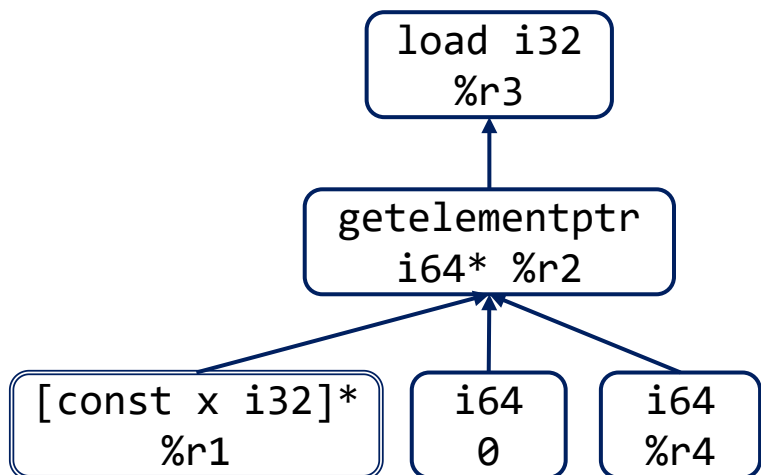 load i32
%r3
getelementptr
i64* %r2
[const x i32]*
%r1
i64
0
i64
%r4